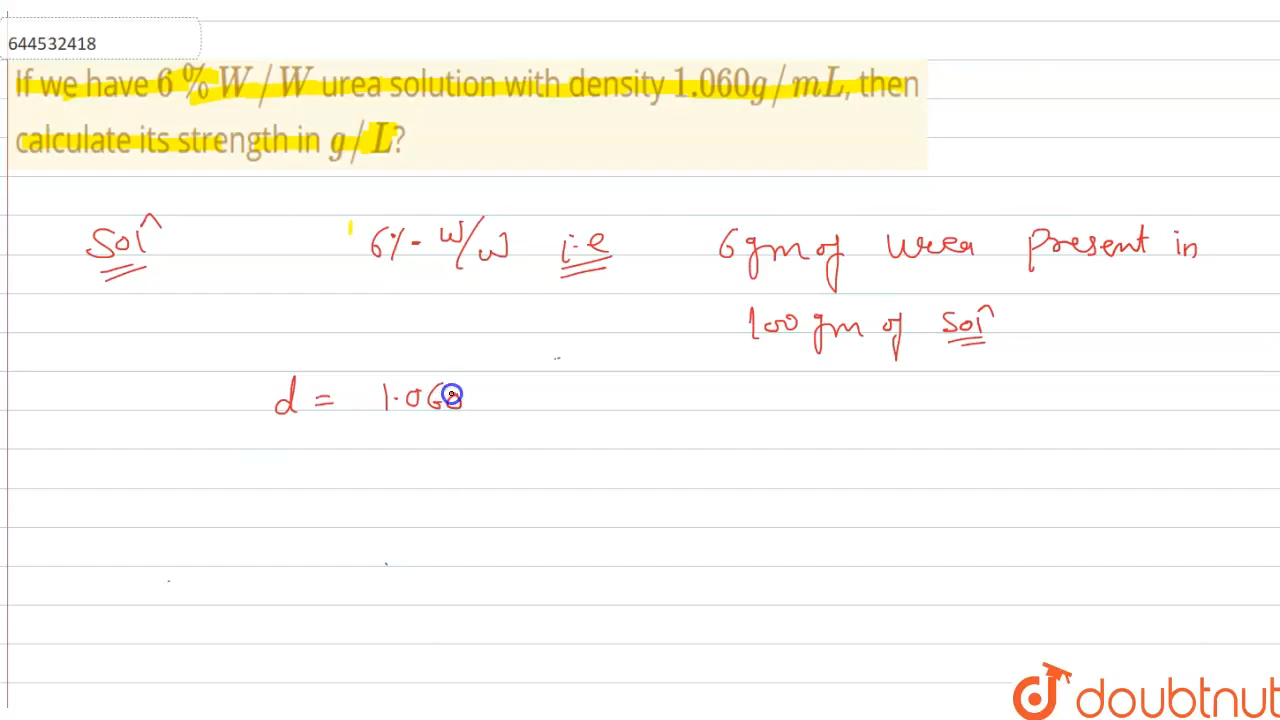 644532418
If we have 6 % W/W urea solution with density 1.060g/mL, then
calculate its strength in g/L?
Sol^n 6% w/w i.e 6 gm of urea present in
100 gm of Sol^n
d = 1.060
doubtnut